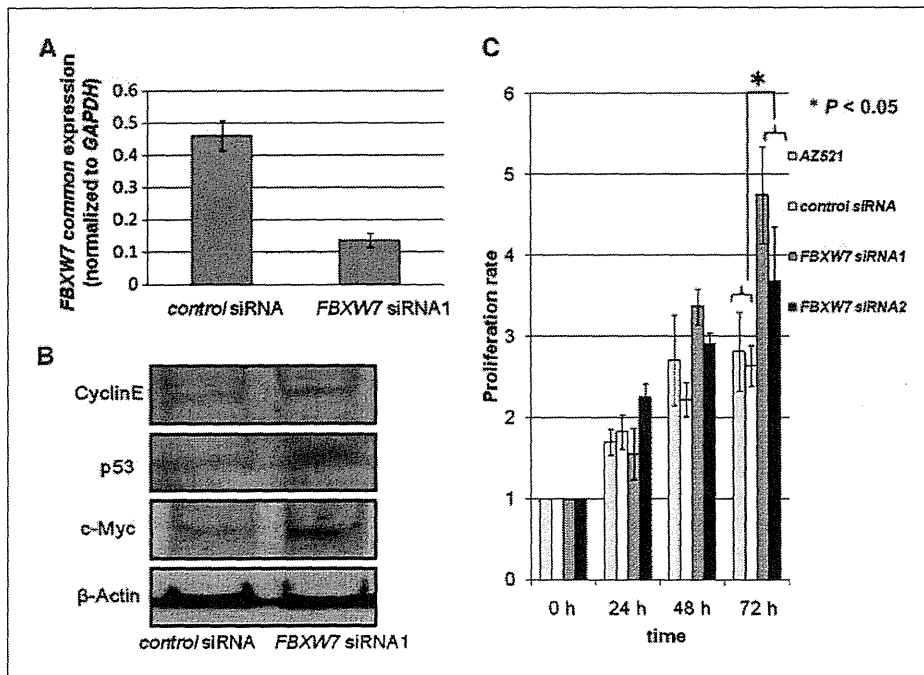 A
FBXW7 common expression
(normalized to GAPDH)
0.6
0.5
0.4
0.3
0.2
0.1
0
control siRNA
FBXW7 siRNA1
B
CyclinE
p53
c-Myc
β-Actin
control siRNA
FBXW7 siRNA1
C
Proliferation rate
6
5
4
3
2
1
0
*
* P < 0.05
AZ521
control siRNA
FBXW7 siRNA1
FBXW7 siRNA2
0 h
24 h
48 h
72 h
time